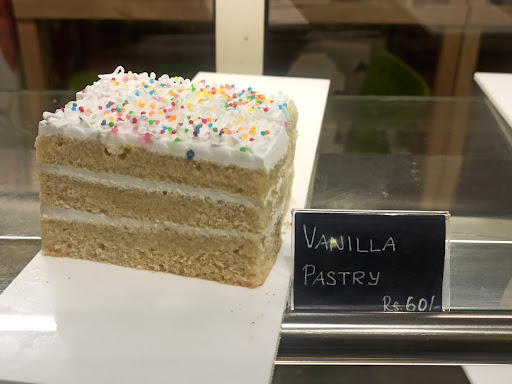 VANILLA
PASTRY
Rs.60/-